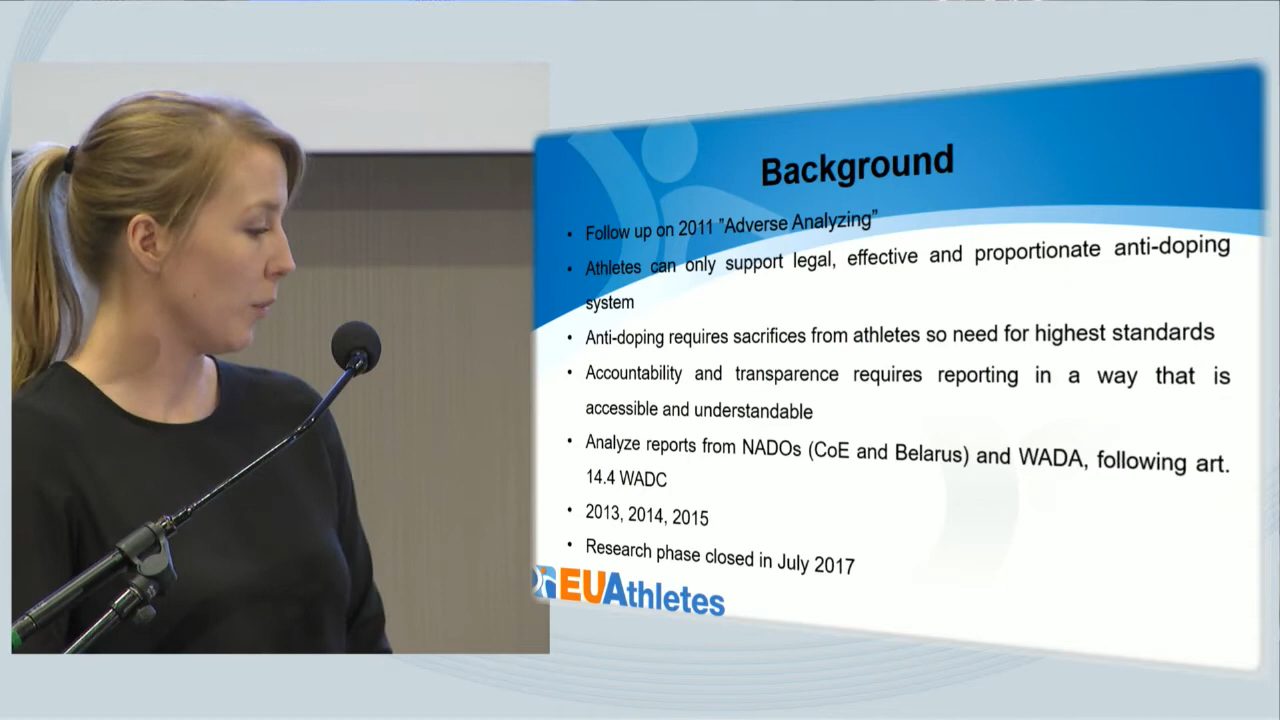 Background
• Follow up on 2011 ”Adverse Analyzing”
• Athletes can only support legal, effective and proportionate anti-doping
system
• Anti-doping requires sacrifices from athletes so need for highest standards
• Accountability and transparence requires reporting in a way that is
accessible and understandable
• Analyze reports from NADOs (CoE and Belarus) and WADA, following art.
14.4 WADC
• 2013, 2014, 2015
• Research phase closed in July 2017
EUAthletes